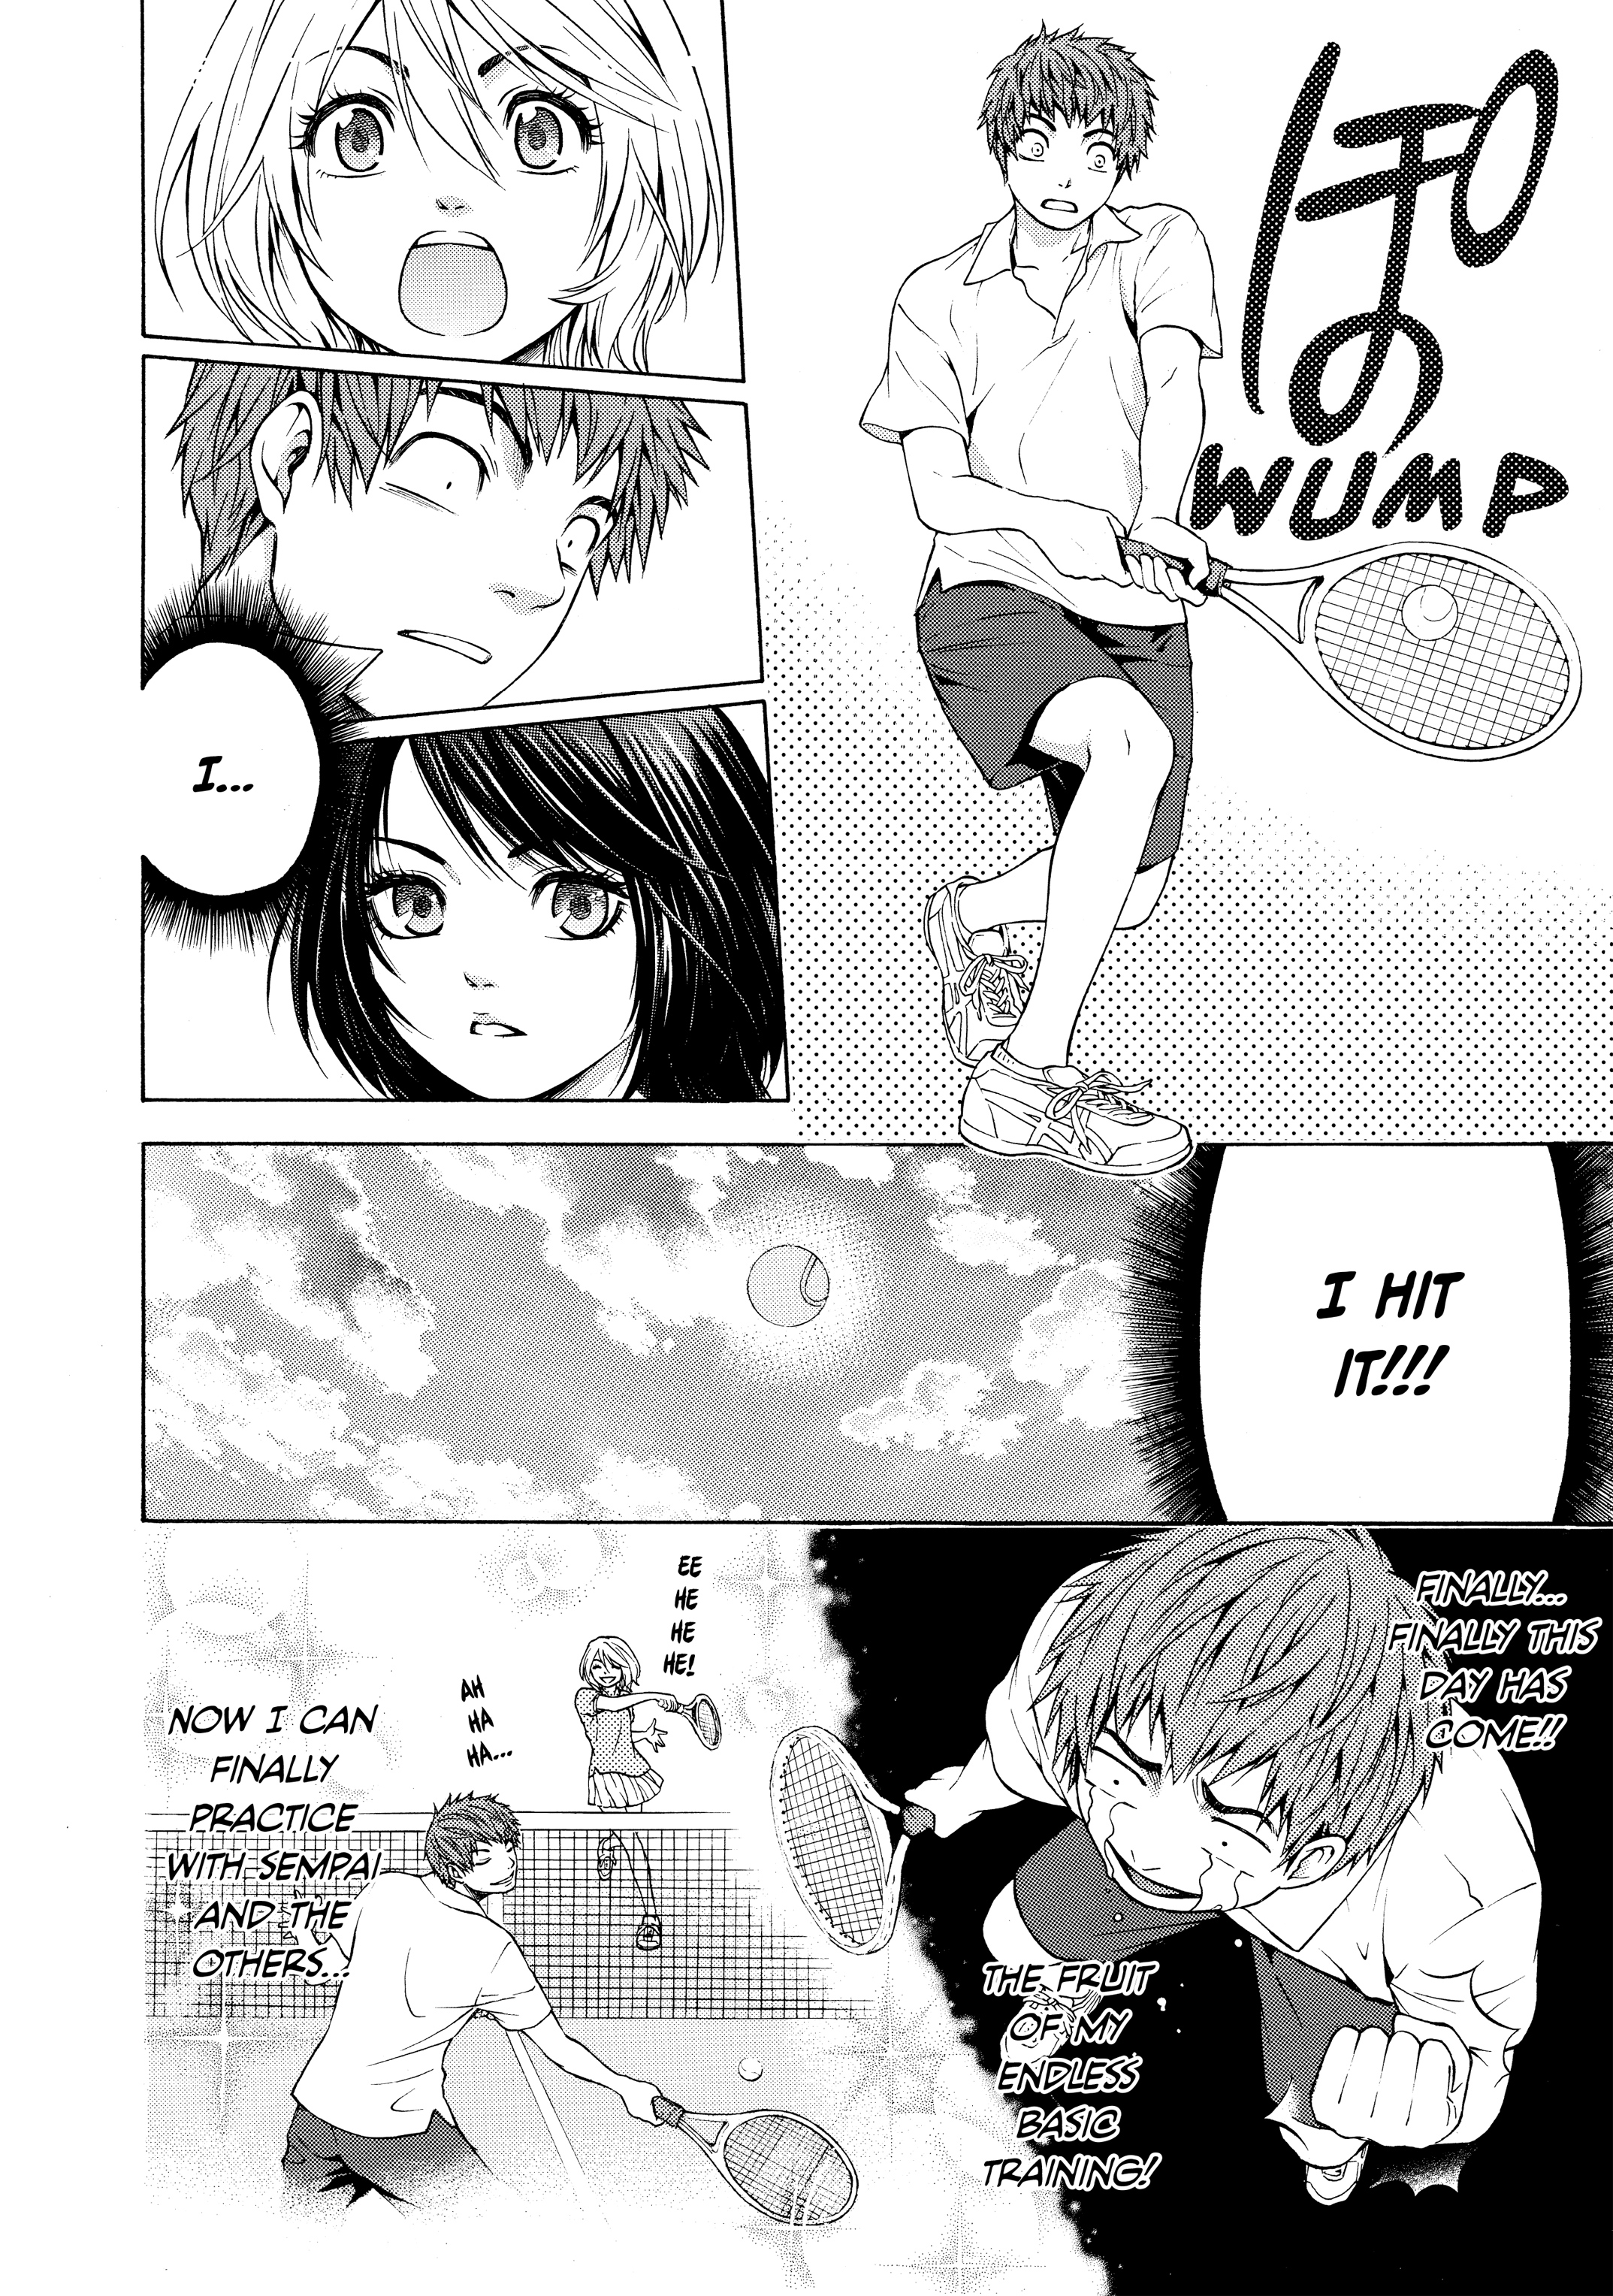 ぽの
WUMP
I...
I HIT
IT!!!
FINALLY...
FINALLY THIS
DAY HAS
COME!!
THE FRUIT
OF MY
ENDLESS
BASIC
TRAINING!
EE
HE
HE
HE!
AH
HA
HA...
NOW I CAN
FINALLY
PRACTICE
WITH SEMPAI
AND THE
OTHERS...